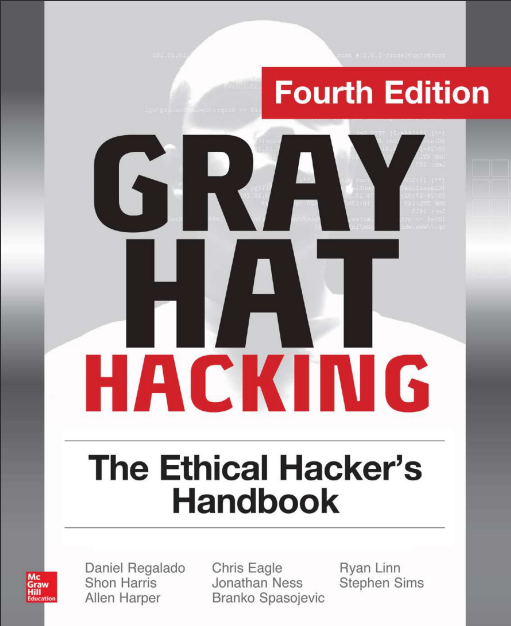 Fourth Edition
GRAY
HAT
HACKING
The Ethical Hacker's
Handbook
Daniel Regalado
Shon Harris
Allen Harper
Chris Eagle
Jonathan Ness
Branko Spasojevic
Ryan Linn
Stephen Sims
Mc
Graw
Hill
Education